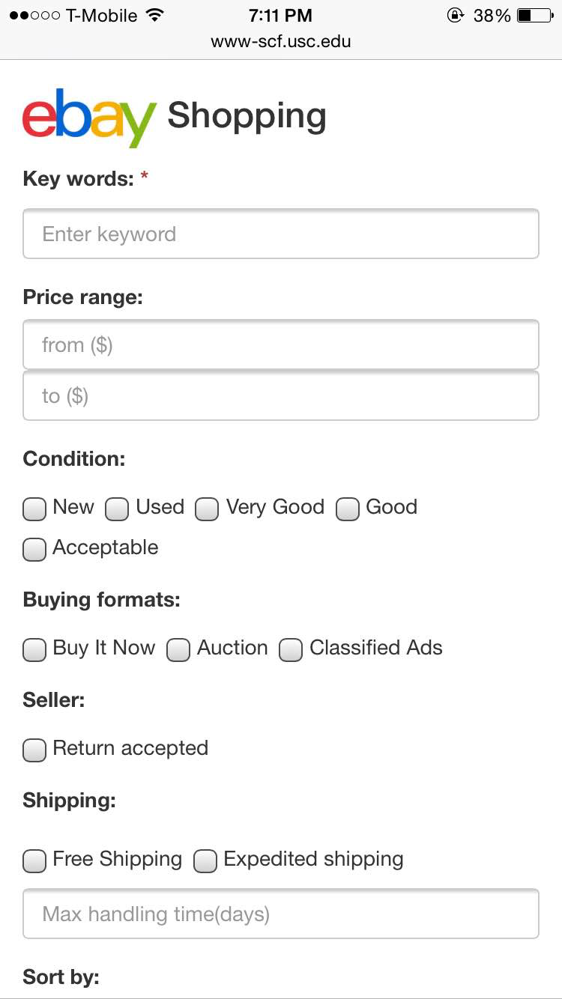 T-Mobile 7:11 PM 38%
www-scf.usc.edu
ebay Shopping
Key words: *
Enter keyword
Price range:
from ($)
to ($)
Condition:
New Used Very Good Good
Acceptable
Buying formats:
Buy It Now Auction Classified Ads
Seller:
Return accepted
Shipping:
Free Shipping Expedited shipping
Max handling time(days)
Sort by: